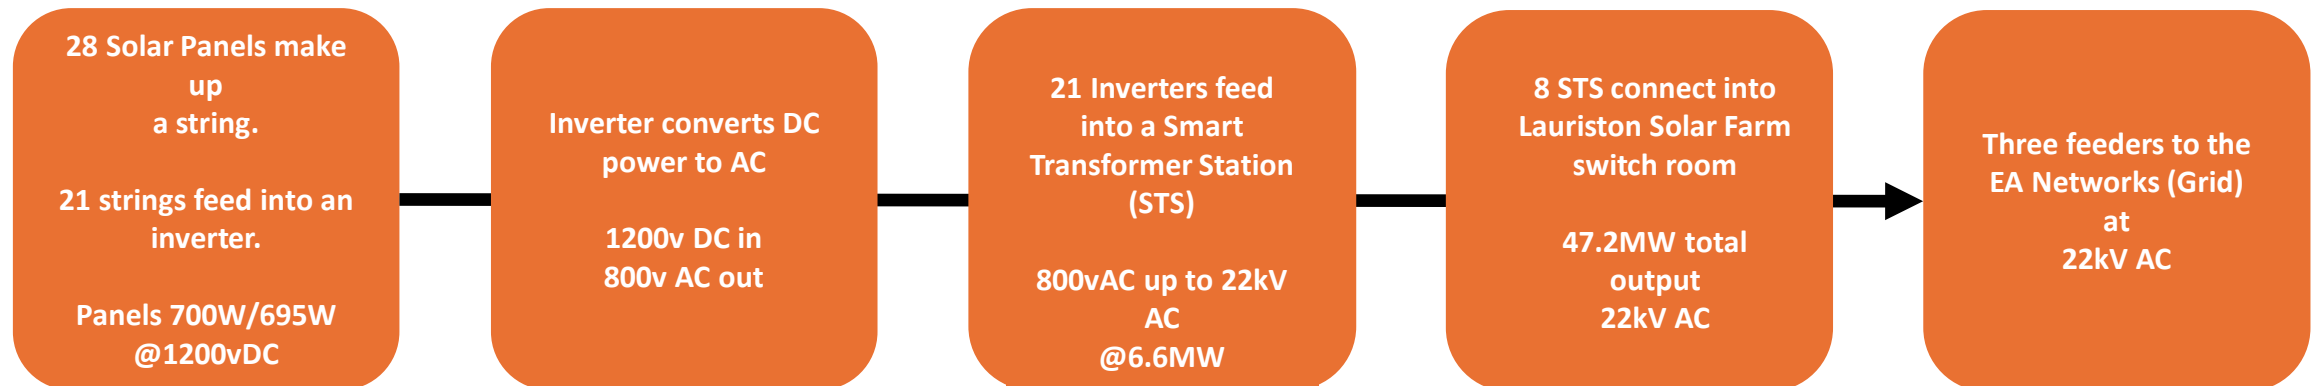 28 Solar Panels make
up
a string.
21 strings feed into an
inverter.
Panels 700W/695W
@1200vDC
Inverter converts DC
power to AC
1200v DC in
800v AC out
21 Inverters feed
into a Smart
Transformer Station
(STS)
800vAC up to 22kV
AC
@6.6MW
8 STS connect into
Lauriston Solar Farm
switch room
47.2MW total
output
22kV AC
Three feeders to the
EA Networks (Grid)
at
22kV AC